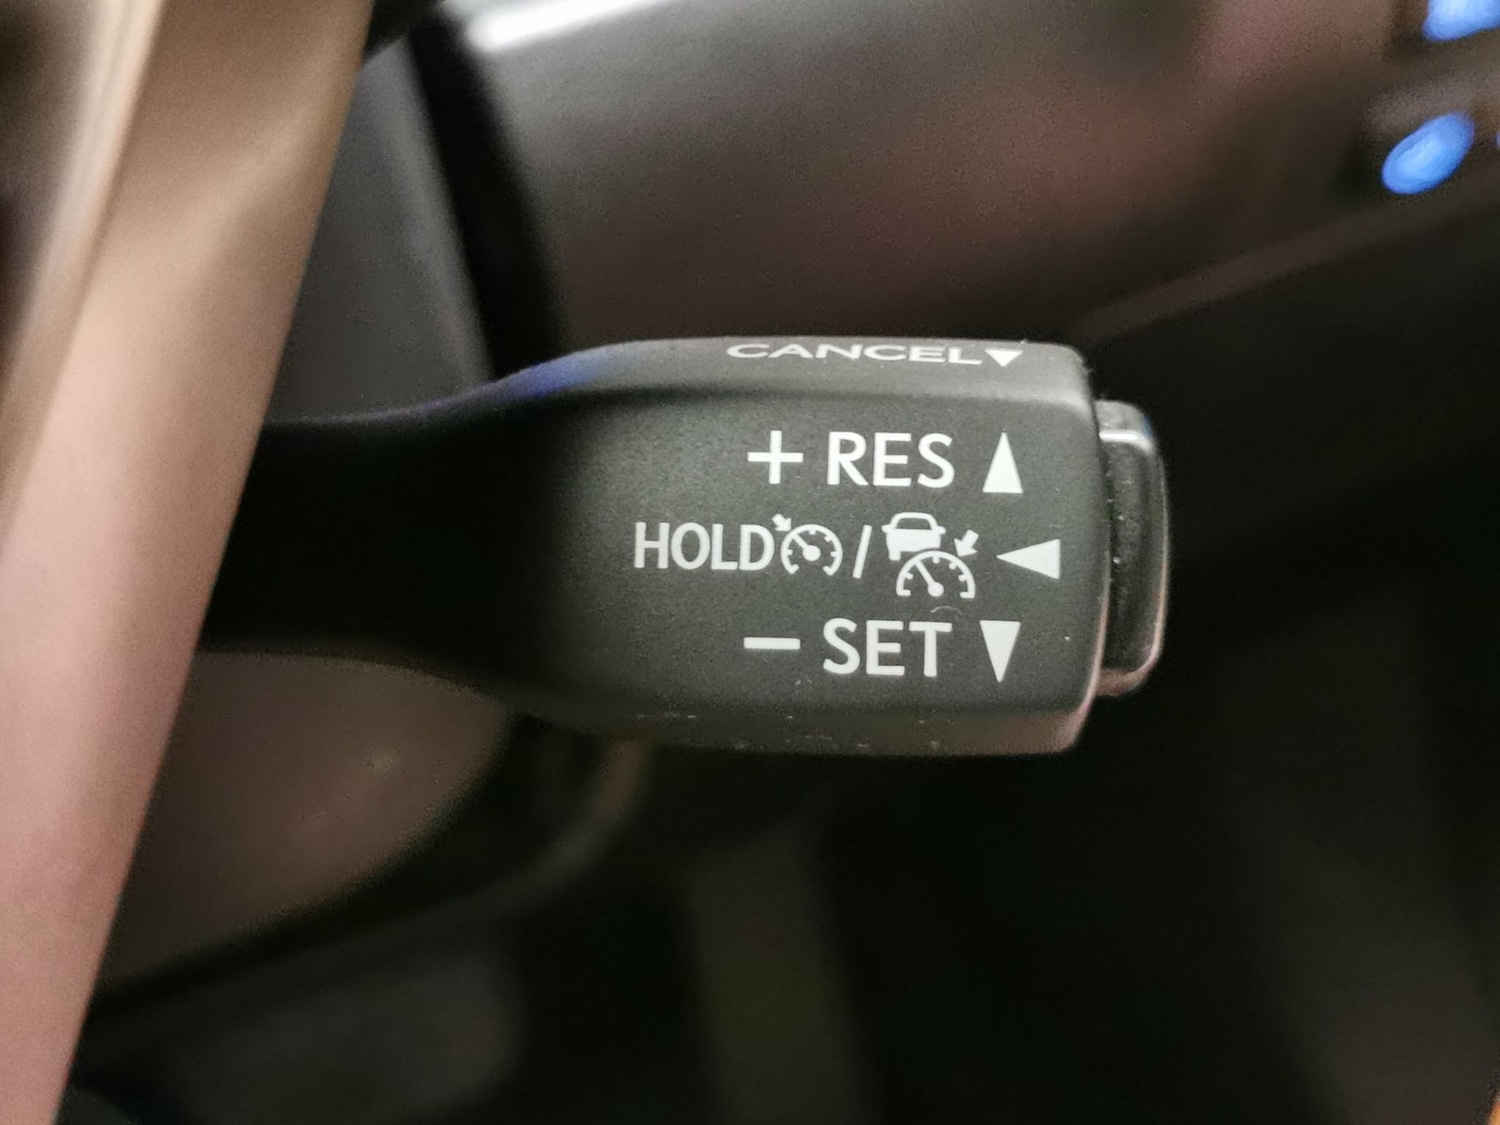 CANCEL▼
+ RES ▲
HOLD / ◀
− SET ▼